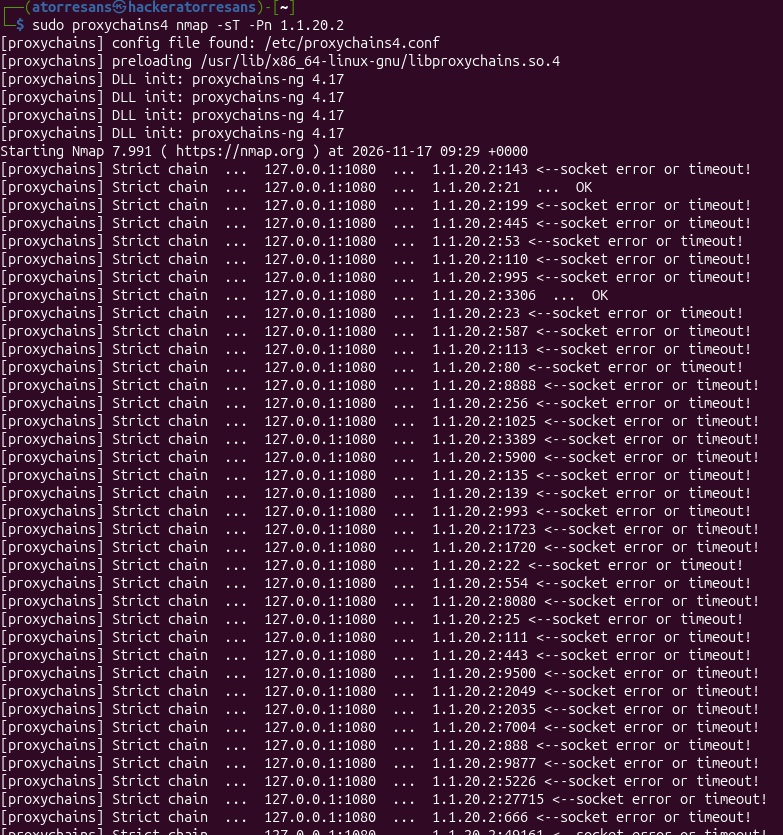 ┌──(atorresans㉿hackeratorresans)-[~]
└─$ sudo proxychains4 nmap -sT -Pn 1.1.20.2
[proxychains] config file found: /etc/proxychains4.conf
[proxychains] preloading /usr/lib/x86_64-linux-gnu/libproxychains.so.4
[proxychains] DLL init: proxychains-ng 4.17
[proxychains] DLL init: proxychains-ng 4.17
[proxychains] DLL init: proxychains-ng 4.17
[proxychains] DLL init: proxychains-ng 4.17
Starting Nmap 7.991 ( https://nmap.org ) at 2026-11-17 09:29 +0000
[proxychains] Strict chain  ...  127.0.0.1:1080  ...  1.1.20.2:143 <--socket error or timeout!
[proxychains] Strict chain  ...  127.0.0.1:1080  ...  1.1.20.2:21  ...  OK
[proxychains] Strict chain  ...  127.0.0.1:1080  ...  1.1.20.2:199 <--socket error or timeout!
[proxychains] Strict chain  ...  127.0.0.1:1080  ...  1.1.20.2:445 <--socket error or timeout!
[proxychains] Strict chain  ...  127.0.0.1:1080  ...  1.1.20.2:53 <--socket error or timeout!
[proxychains] Strict chain  ...  127.0.0.1:1080  ...  1.1.20.2:110 <--socket error or timeout!
[proxychains] Strict chain  ...  127.0.0.1:1080  ...  1.1.20.2:995 <--socket error or timeout!
[proxychains] Strict chain  ...  127.0.0.1:1080  ...  1.1.20.2:3306  ...  OK
[proxychains] Strict chain  ...  127.0.0.1:1080  ...  1.1.20.2:23 <--socket error or timeout!
[proxychains] Strict chain  ...  127.0.0.1:1080  ...  1.1.20.2:587 <--socket error or timeout!
[proxychains] Strict chain  ...  127.0.0.1:1080  ...  1.1.20.2:113 <--socket error or timeout!
[proxychains] Strict chain  ...  127.0.0.1:1080  ...  1.1.20.2:80 <--socket error or timeout!
[proxychains] Strict chain  ...  127.0.0.1:1080  ...  1.1.20.2:8888 <--socket error or timeout!
[proxychains] Strict chain  ...  127.0.0.1:1080  ...  1.1.20.2:256 <--socket error or timeout!
[proxychains] Strict chain  ...  127.0.0.1:1080  ...  1.1.20.2:1025 <--socket error or timeout!
[proxychains] Strict chain  ...  127.0.0.1:1080  ...  1.1.20.2:3389 <--socket error or timeout!
[proxychains] Strict chain  ...  127.0.0.1:1080  ...  1.1.20.2:5900 <--socket error or timeout!
[proxychains] Strict chain  ...  127.0.0.1:1080  ...  1.1.20.2:135 <--socket error or timeout!
[proxychains] Strict chain  ...  127.0.0.1:1080  ...  1.1.20.2:139 <--socket error or timeout!
[proxychains] Strict chain  ...  127.0.0.1:1080  ...  1.1.20.2:993 <--socket error or timeout!
[proxychains] Strict chain  ...  127.0.0.1:1080  ...  1.1.20.2:1723 <--socket error or timeout!
[proxychains] Strict chain  ...  127.0.0.1:1080  ...  1.1.20.2:1720 <--socket error or timeout!
[proxychains] Strict chain  ...  127.0.0.1:1080  ...  1.1.20.2:22 <--socket error or timeout!
[proxychains] Strict chain  ...  127.0.0.1:1080  ...  1.1.20.2:554 <--socket error or timeout!
[proxychains] Strict chain  ...  127.0.0.1:1080  ...  1.1.20.2:8080 <--socket error or timeout!
[proxychains] Strict chain  ...  127.0.0.1:1080  ...  1.1.20.2:25 <--socket error or timeout!
[proxychains] Strict chain  ...  127.0.0.1:1080  ...  1.1.20.2:111 <--socket error or timeout!
[proxychains] Strict chain  ...  127.0.0.1:1080  ...  1.1.20.2:443 <--socket error or timeout!
[proxychains] Strict chain  ...  127.0.0.1:1080  ...  1.1.20.2:9500 <--socket error or timeout!
[proxychains] Strict chain  ...  127.0.0.1:1080  ...  1.1.20.2:2049 <--socket error or timeout!
[proxychains] Strict chain  ...  127.0.0.1:1080  ...  1.1.20.2:2035 <--socket error or timeout!
[proxychains] Strict chain  ...  127.0.0.1:1080  ...  1.1.20.2:7004 <--socket error or timeout!
[proxychains] Strict chain  ...  127.0.0.1:1080  ...  1.1.20.2:888 <--socket error or timeout!
[proxychains] Strict chain  ...  127.0.0.1:1080  ...  1.1.20.2:9877 <--socket error or timeout!
[proxychains] Strict chain  ...  127.0.0.1:1080  ...  1.1.20.2:5226 <--socket error or timeout!
[proxychains] Strict chain  ...  127.0.0.1:1080  ...  1.1.20.2:27715 <--socket error or timeout!
[proxychains] Strict chain  ...  127.0.0.1:1080  ...  1.1.20.2:666 <--socket error or timeout!
[proxychains] Strict chain  ...  127.0.0.1:1080  ...  1.1.20.2:49161 <--socket error or timeout!